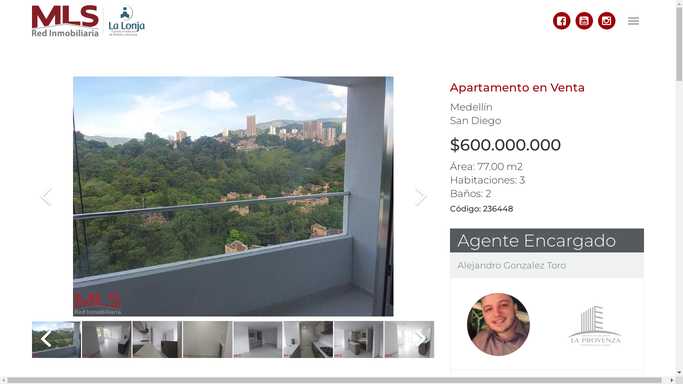 MLS
Red Inmobiliaria
La Lonja
Apartamento en Venta
Medellín
San Diego
$600.000.000
Área: 77,00 m2
Habitaciones: 3
Baños: 2
Código: 236448
MLS
Red Inmobiliaria
Agente Encargado
Alejandro Gonzalez Toro
LA PROVENZA